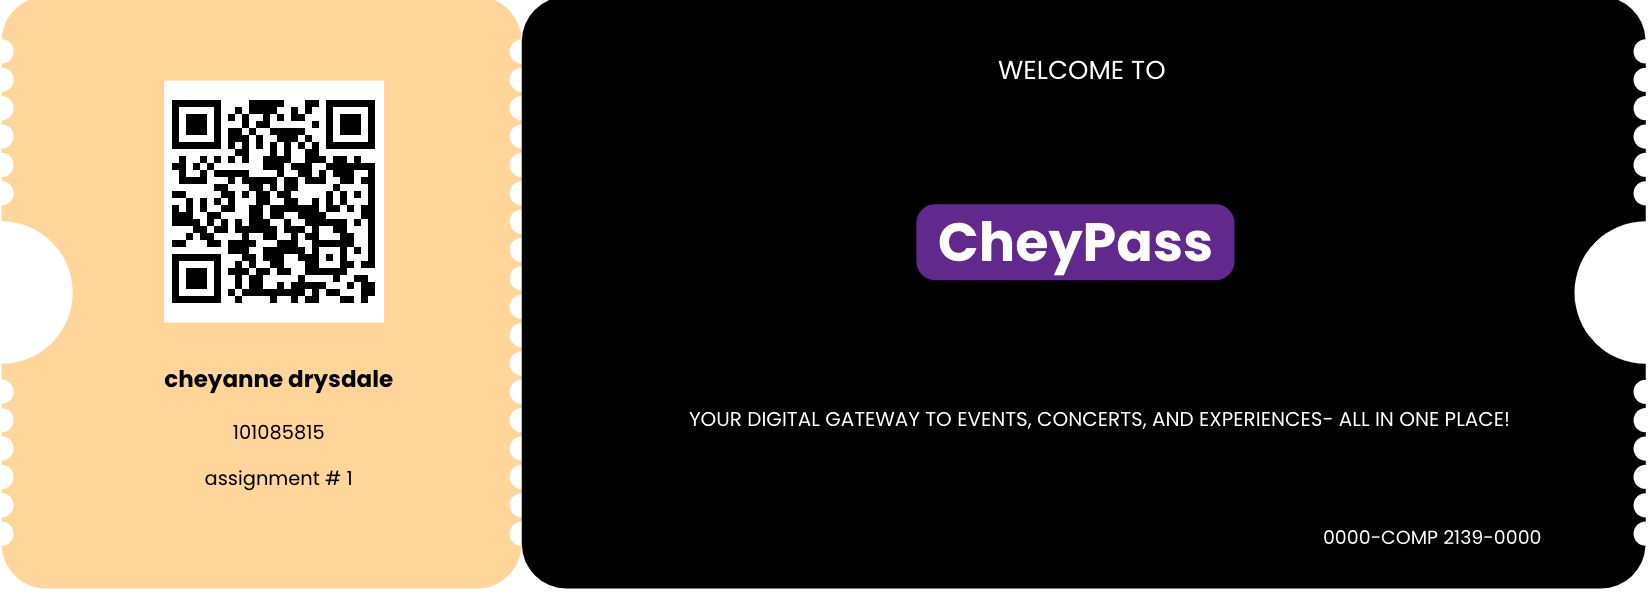 cheyanne drysdale
101085815
assignment # 1
WELCOME TO
CheyPass
YOUR DIGITAL GATEWAY TO EVENTS, CONCERTS, AND EXPERIENCES- ALL IN ONE PLACE!
0000-COMP 2139-0000